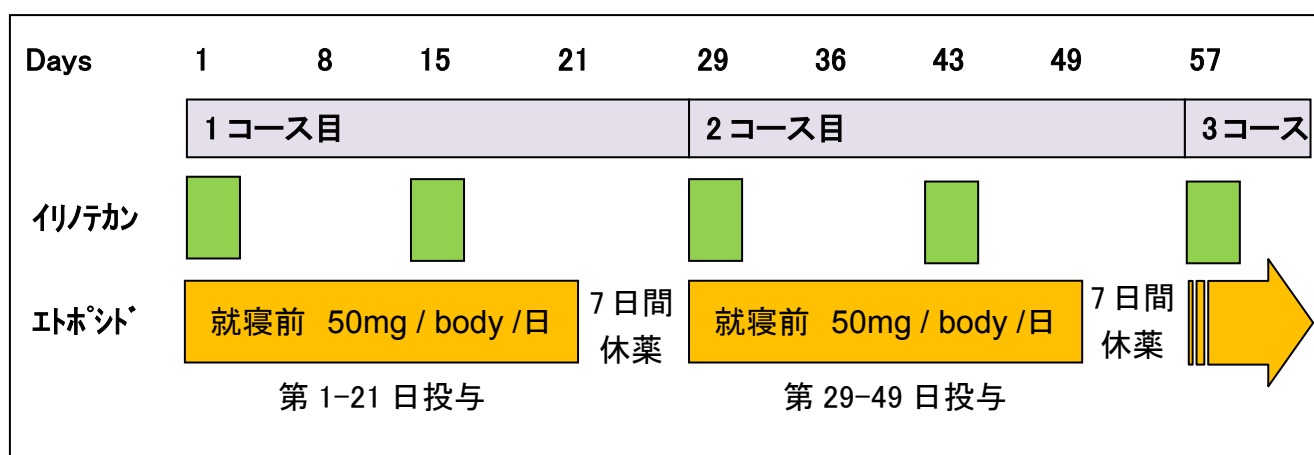 Days 1 8 15 21 29 36 43 49 57
1コース目 2コース目 3コース
イリノテカン
エトポシド 就寝前 50mg / body /日 7日間 就寝前 50mg / body /日 7日間
休薬 休薬
第 1-21 日投与 第 29-49 日投与